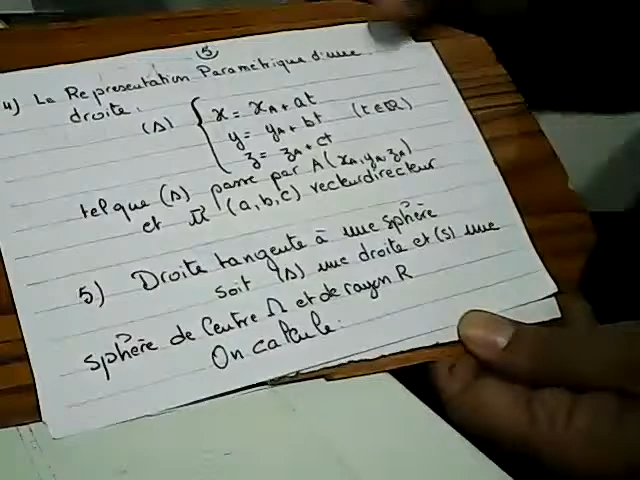 5
4) La Representation Parametrique d'une
droite.
(Δ) { x = xA + at
y = yA + bt (t∈ℝ)
z = zA + ct
tel que (Δ) passe par A(xA, yA, zA)
et u⃗ (a, b, c) vecteur directeur
5) Droite tangente à une sphère
soit (Δ) une droite et (S) une
sphère de Centre Ω et de rayon R
On calcule: